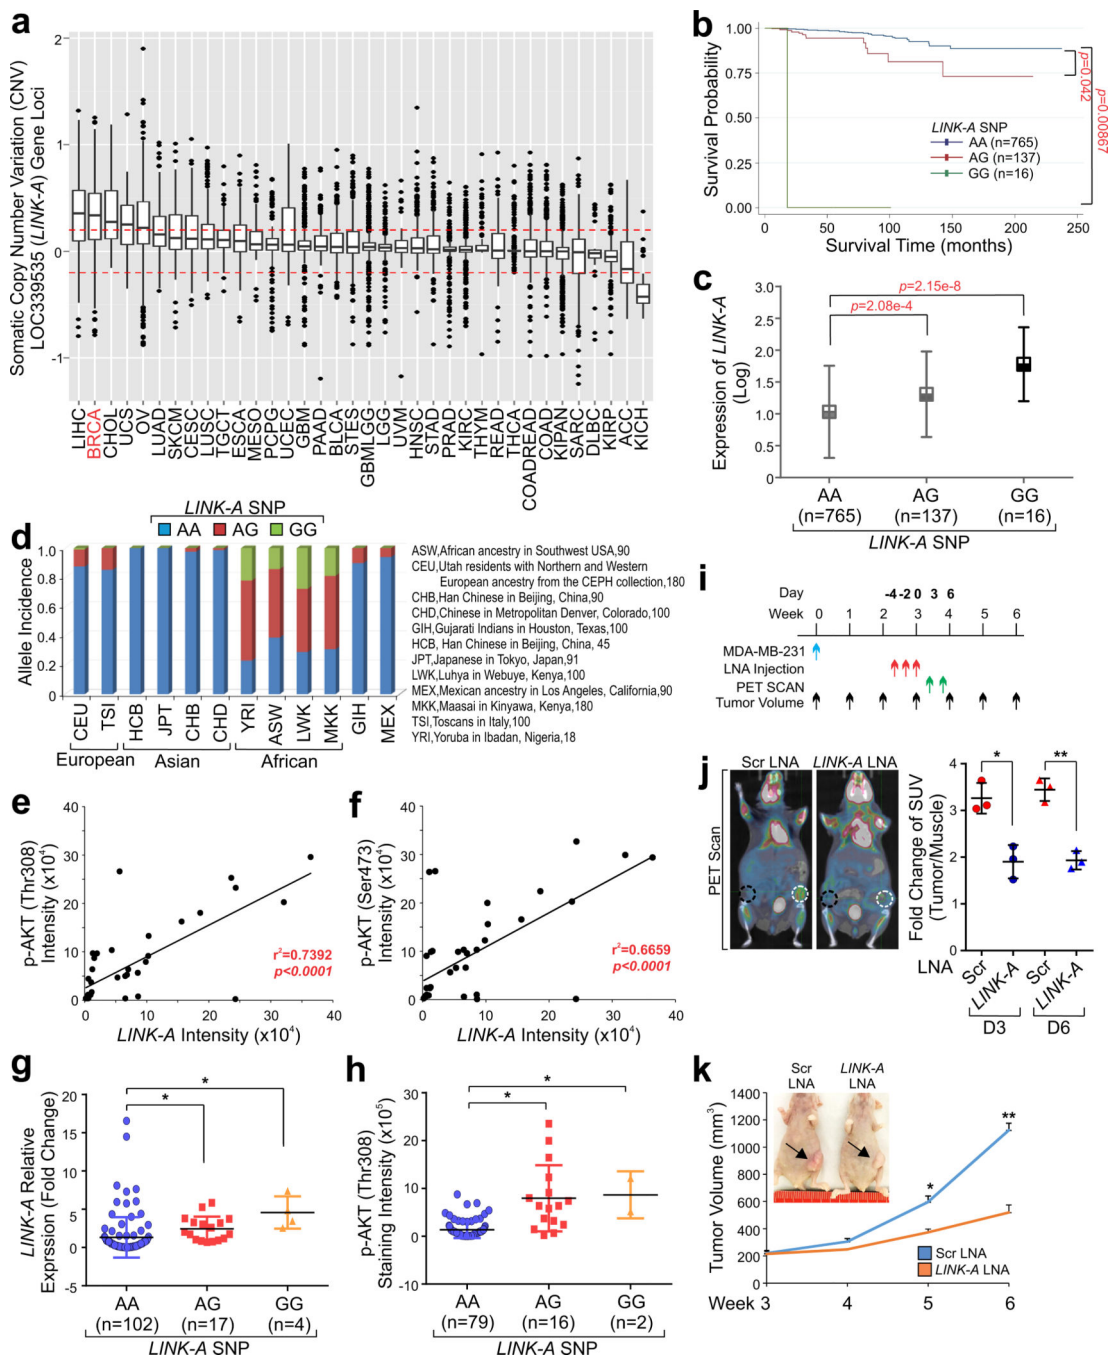 a
Somatic Copy Number Variation (CNV)
LOC339535 (LINK-A) Gene Loci
2
1
0
-1
LIHC
BRCA
CHOL
UCS
OV
LUAD
SKCM
CESC
LUSC
TGCT
ESCA
MESO
PCPG
UCEC
GBM
PAAD
BLCA
STES
GBMLGG
LGG
UVM
HNSC
STAD
PRAD
KIRC
THYM
READ
THCA
COADREAD
COAD
KIPAN
SARC
DLBC
KIRP
ACC
KICH
b
Survival Probability
1.00
0.75
0.50
0.25
0.00
LINK-A SNP
AA (n=765)
AG (n=137)
GG (n=16)
p=0.042
p=0.00867
0 50 100 150 200 250
Survival Time (months)
c
Expression of LINK-A
(Log)
3.0
2.5
2.0
1.5
1.0
0.5
0
p=2.15e-8
p=2.08e-4
AA AG GG
(n=765) (n=137) (n=16)
LINK-A SNP
d
LINK-A SNP
AA AG GG
Allele Incidence
1.0
0.8
0.6
0.4
0.2
0
CEU
TSI
HCB
JPT
CHB
CHD
YRI
ASW
LWK
MKK
GIH
MEX
European Asian African
ASW,African ancestry in Southwest USA,90
CEU,Utah residents with Northern and Western
European ancestry from the CEPH collection,180
CHB,Han Chinese in Beijing, China,90
CHD,Chinese in Metropolitan Denver, Colorado,100
GIH,Gujarati Indians in Houston, Texas,100
HCB, Han Chinese in Beijing, China, 45
JPT,Japanese in Tokyo, Japan,91
LWK,Luhya in Webuye, Kenya,100
MEX,Mexican ancestry in Los Angeles, California,90
MKK,Maasai in Kinyawa, Kenya,180
TSI,Toscans in Italy,100
YRI,Yoruba in Ibadan, Nigeria,18
i
Day -4 -2 0 3 6
Week 0 1 2 3 4 5 6
MDA-MB-231
LNA Injection
PET SCAN
Tumor Volume
e
p-AKT (Thr308)
Intensity (x10⁴)
40
30
20
10
0
r²=0.7392
p<0.0001
0 10 20 30 40
LINK-A Intensity (x10⁴)
f
p-AKT (Ser473)
Intensity (x10⁴)
40
30
20
10
0
r²=0.6659
p<0.0001
0 10 20 30 40
LINK-A Intensity (x10⁴)
j
Scr LNA LINK-A LNA
PET Scan
Fold Change of SUV
(Tumor/Muscle)
6
4
2
0
* **
LNA
Scr
LINK-A
Scr
LINK-A
D3 D6
g
LINK-A Relative
Exprssion (Fold Change)
20
15
10
5
0
-5
*
*
AA AG GG
(n=102) (n=17) (n=4)
LINK-A SNP
h
p-AKT (Thr308)
Staining Intensity (x10⁵)
30
20
10
0
-10
*
*
AA AG GG
(n=79) (n=16) (n=2)
LINK-A SNP
k
Scr
LNA
LINK-A
LNA
Tumor Volume (mm³)
1400
1200
1000
800
600
400
200
0
*
**
Scr LNA
LINK-A LNA
Week 3 4 5 6